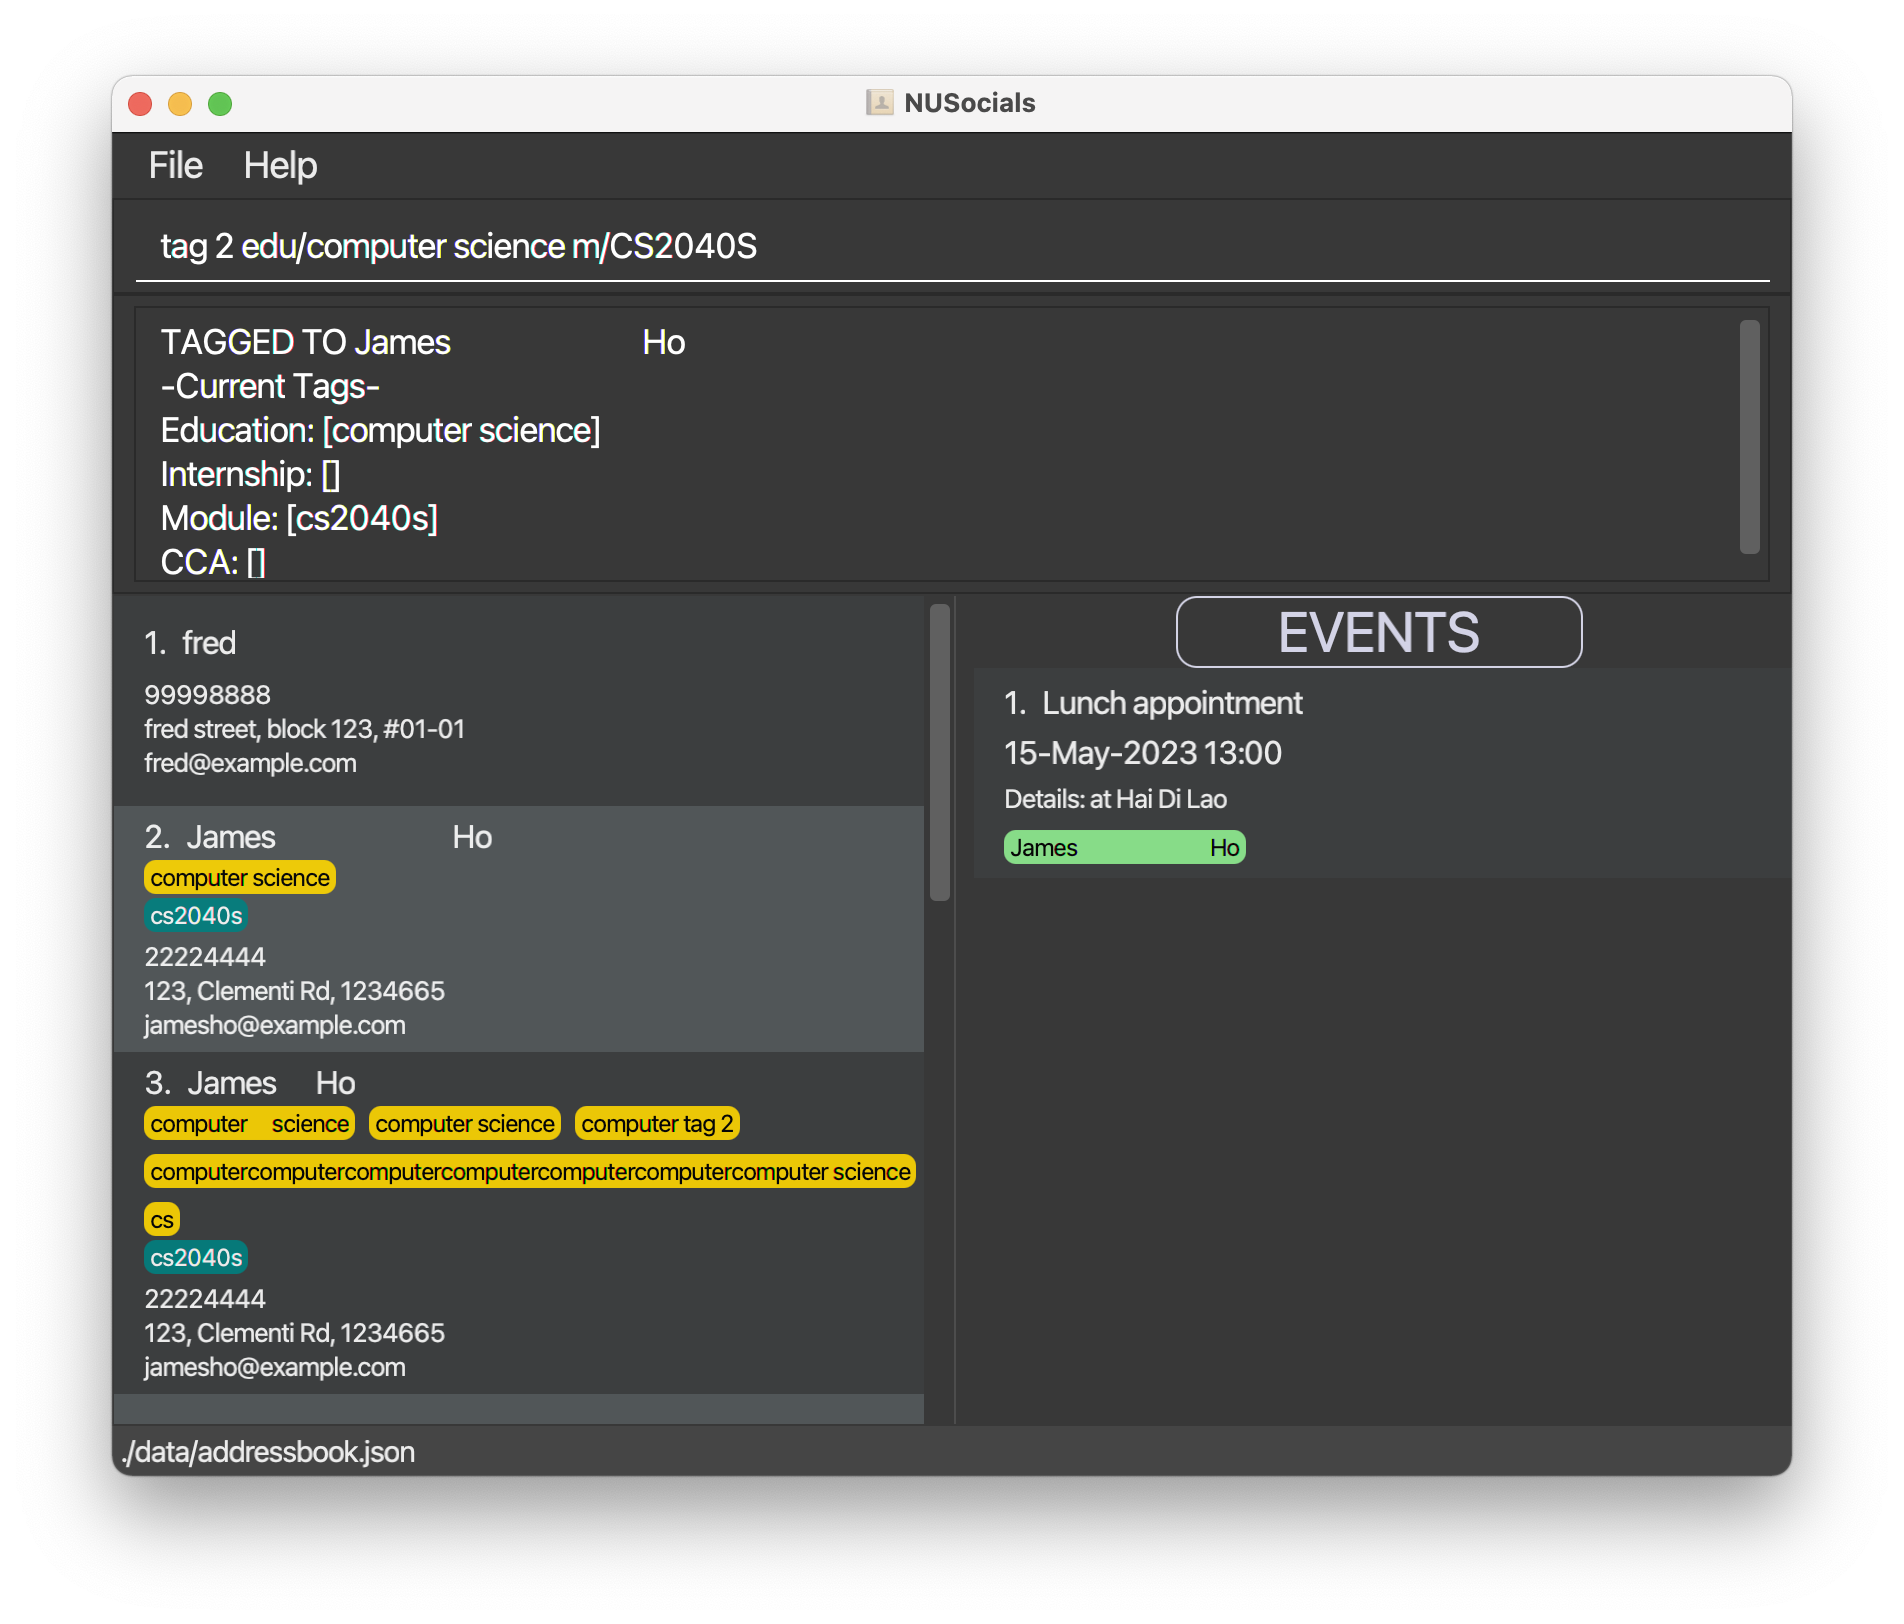 NUSocials
File Help
tag 2 edu/computer science m/CS2040S
TAGGED TO James                    Ho
-Current Tags-
Education: [computer science]
Internship: []
Module: [cs2040s]
CCA: []
1. fred
99998888
fred street, block 123, #01-01
fred@example.com
2. James                    Ho
computer science
cs2040s
22224444
123, Clementi Rd, 1234665
jamesho@example.com
3. James    Ho
computer    science computer science computer tag 2
computercomputercomputercomputercomputercomputercomputer science
cs
cs2040s
22224444
123, Clementi Rd, 1234665
jamesho@example.com
EVENTS
1. Lunch appointment
15-May-2023 13:00
Details: at Hai Di Lao
James                    Ho
./data/addressbook.json